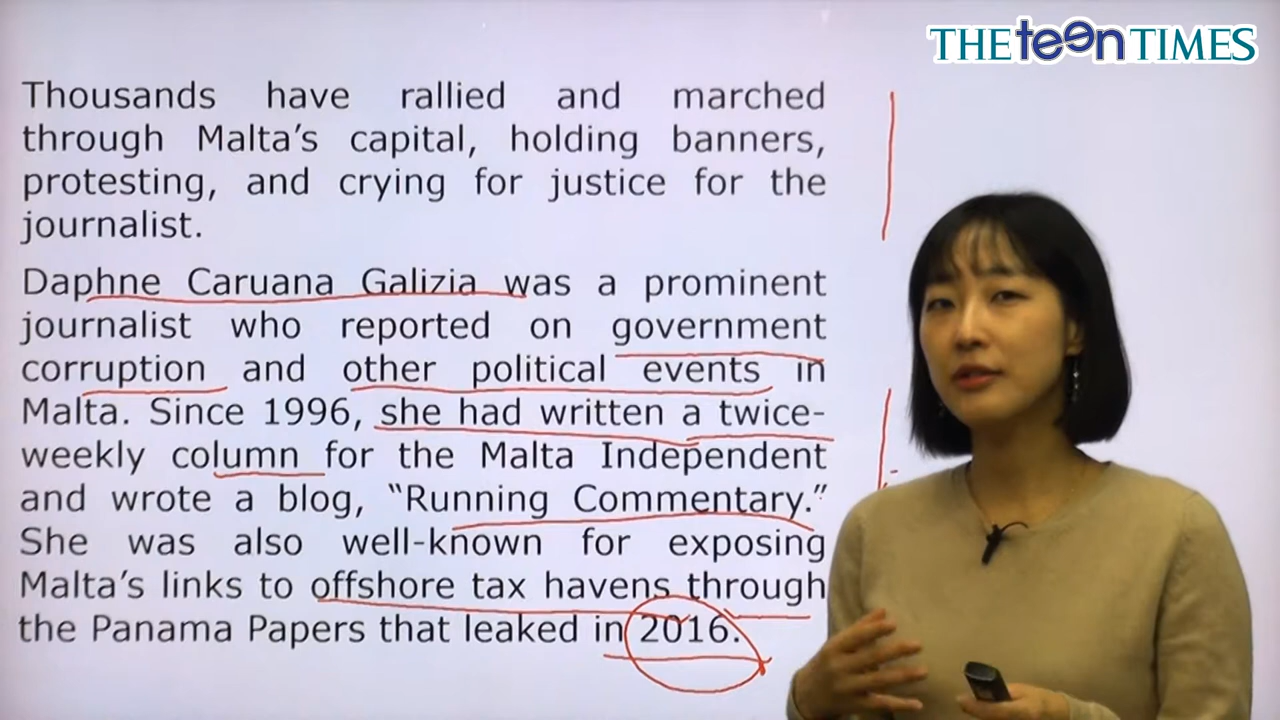 THE teen TIMES
Thousands have rallied and marched
through Malta’s capital, holding banners,
protesting, and crying for justice for the
journalist.
Daphne Caruana Galizia was a prominent
journalist who reported on government
corruption and other political events in
Malta. Since 1996, she had written a twice-
weekly column for the Malta Independent
and wrote a blog, “Running Commentary.”
She was also well-known for exposing
Malta’s links to offshore tax havens through
the Panama Papers that leaked in 2016.